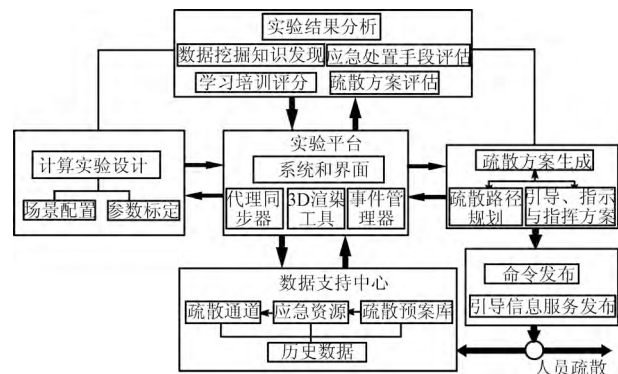 实验结果分析
数据挖掘知识发现
应急处置手段评估
学习培训评分
疏散方案评估
计算实验设计
场景配置
参数标定
实验平台
系统和界面
代理同
步器
3D渲染
工具
事件管
理器
疏散方案生成
疏散路径
规划
引导、指示
与指挥方案
命令发布
引导信息服务发布
数据支持中心
疏散通道
应急资源
疏散预案库
历史数据
人员疏散